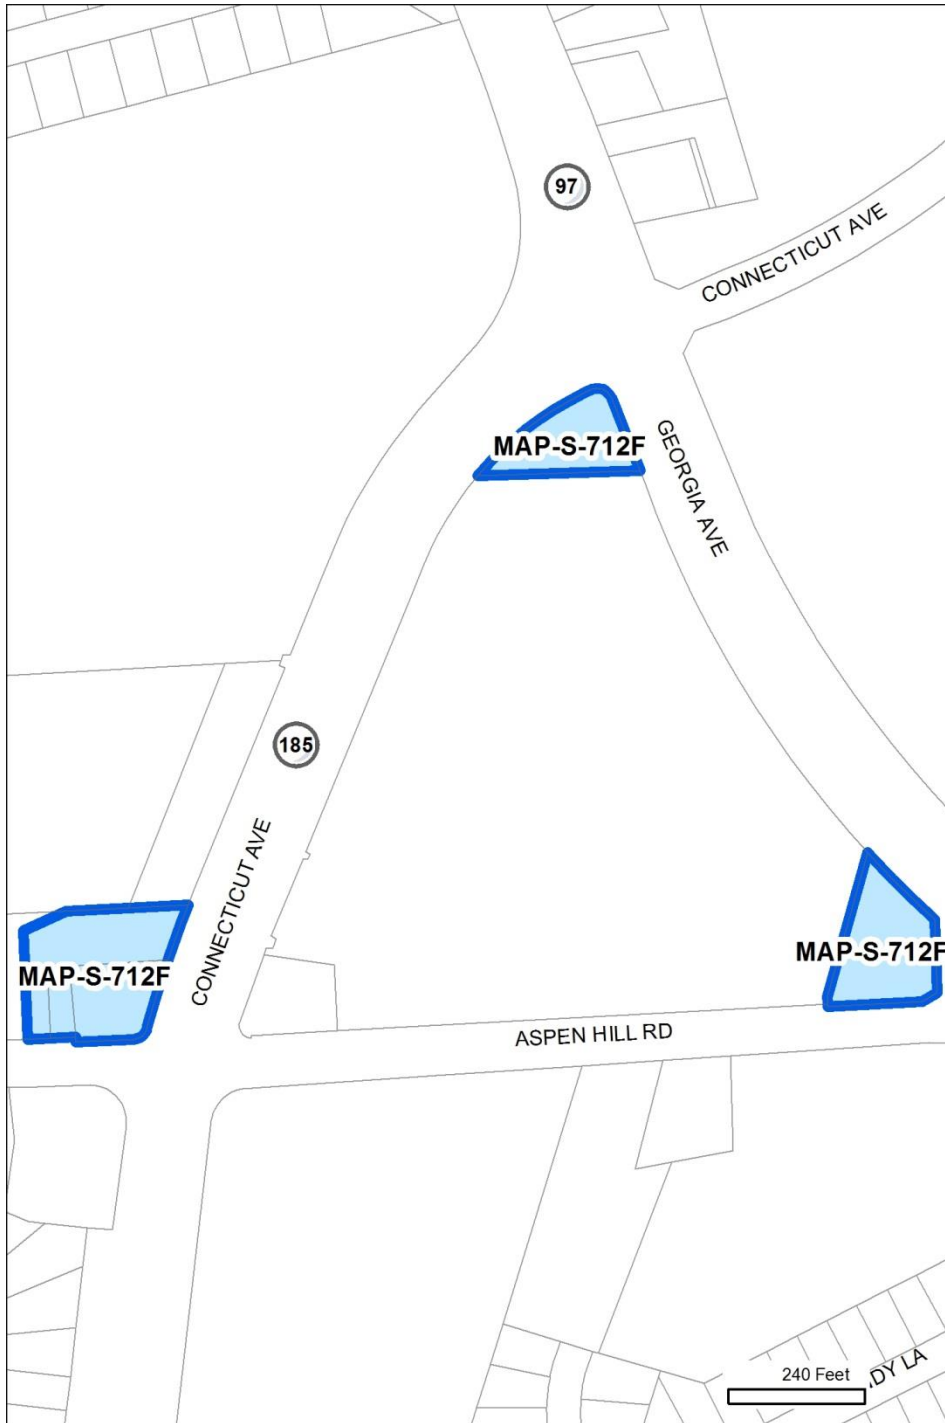 97
CONNECTICUT AVE
MAP-S-712F
GEORGIA AVE
185
CONNECTICUT AVE
MAP-S-712F
MAP-S-712F
ASPEN HILL RD
240 Feet
LA